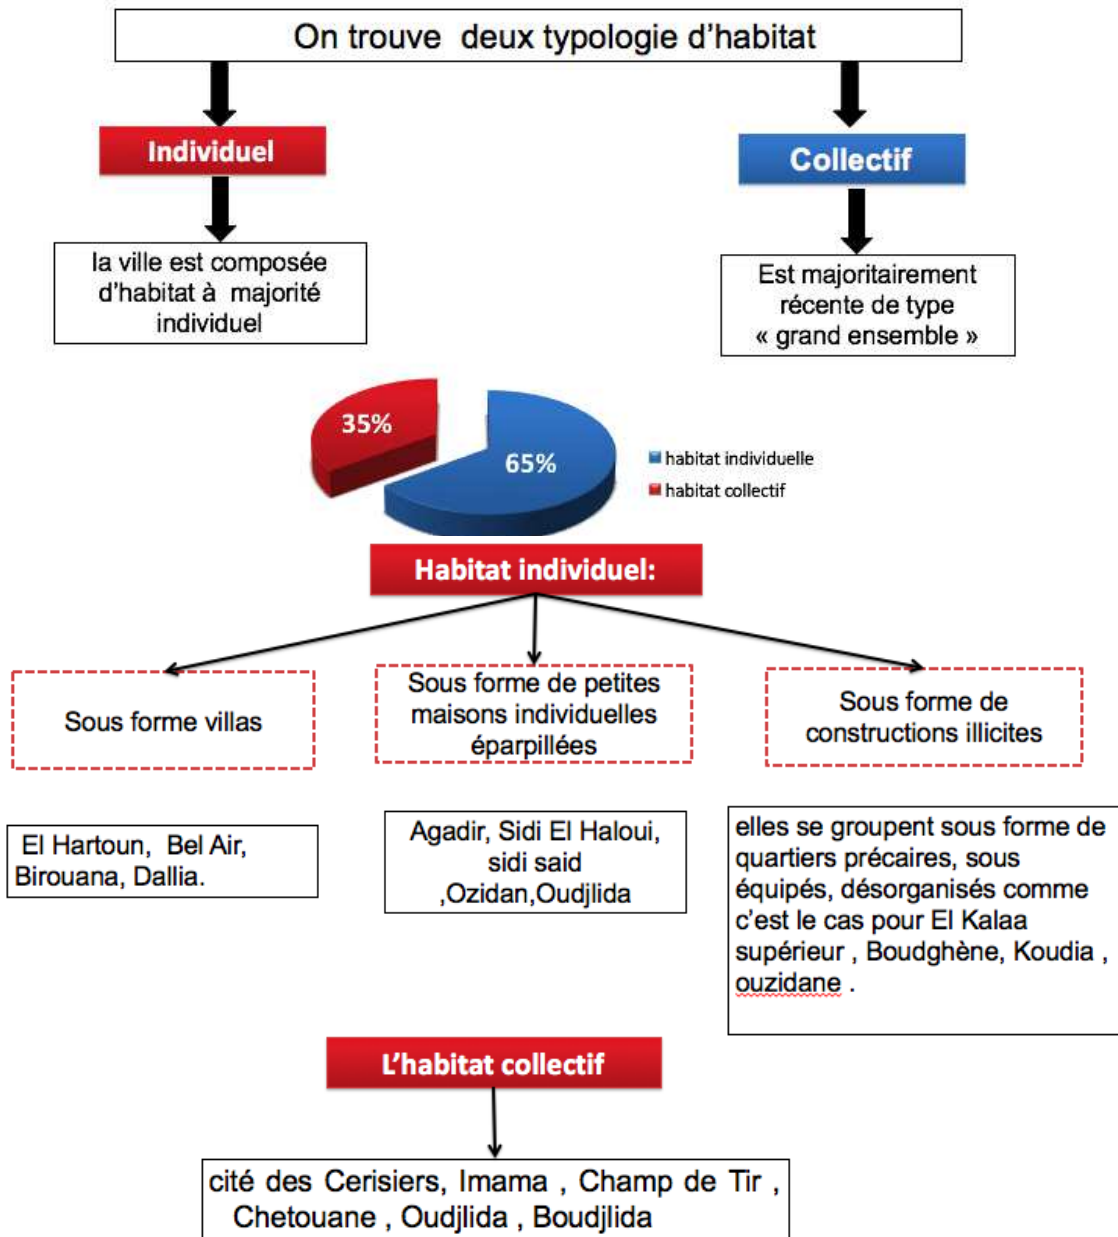 On trouve deux typologie d'habitat
Individuel
Collectif
la ville est composée
d'habitat à majorité
individuel
Est majoritairement
récente de type
« grand ensemble »
35%
65%
habitat individuelle
habitat collectif
Habitat individuel:
Sous forme villas
Sous forme de petites
maisons individuelles
éparpillées
Sous forme de
constructions illicites
El Hartoun, Bel Air,
Birouana, Dallia.
Agadir, Sidi El Haloui,
sidi said
,Ozidan,Oudjlida
elles se groupent sous forme de
quartiers précaires, sous
équipés, désorganisés comme
c'est le cas pour El Kalaa
supérieur , Boudghène, Koudia ,
ouzidane .
L'habitat collectif
cité des Cerisiers, Imama , Champ de Tir ,
Chetouane , Oudjlida , Boudjlida